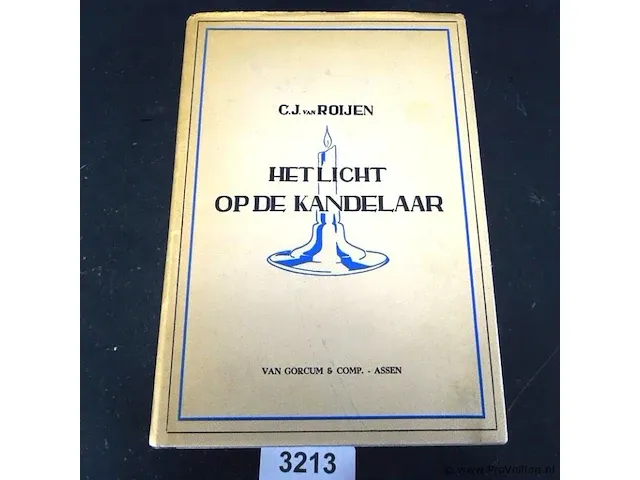 C.J. VAN ROIJEN
HET LICHT
OP DE KANDELAAR
VAN GORCUM & COMP. - ASSEN
3213
© www.ProVeiling.nl